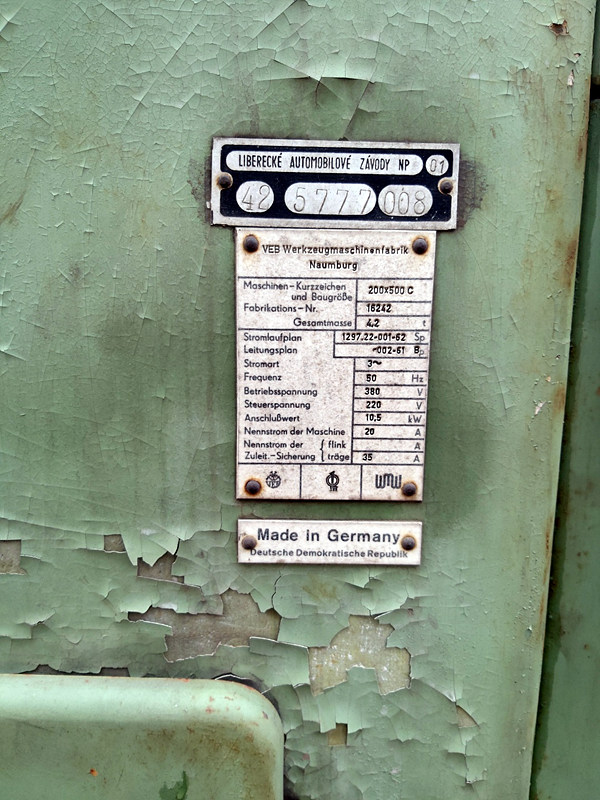 LIBERECKÉ AUTOMOBILOVÉ ZÁVODY NP 01
42 5777 008
VEB Werkzeugmaschinenfabrik
Naumburg
Maschinen-Kurzzeichen
und Baugröße 200x500 C
Fabrikations-Nr. 16242
Gesamtmasse 4,2 t
Stromlaufplan 1297.22-001-62 Sp
Leitungsplan -002-61 Bp
Stromart 3~
Frequenz 50 Hz
Betriebsspannung 380 V
Steuerspannung 220 V
Anschlußwert 10,5 kW
Nennstrom der Maschine 20 A
Nennstrom der { flink A
Zuleit.-Sicherung { träge 35 A
WMW
Made in Germany
Deutsche Demokratische Republik